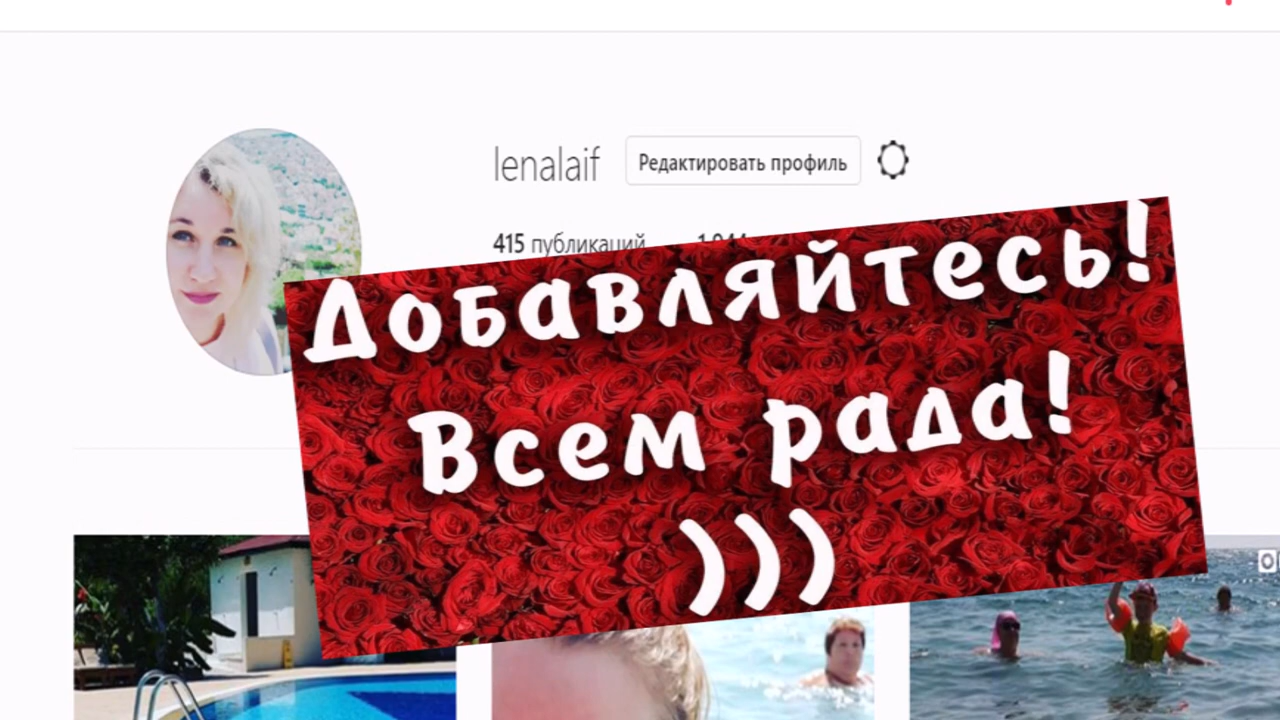 lenalaif
Редактировать профиль
415 публикаций
Добавляйтесь!
Всем рада!
)))